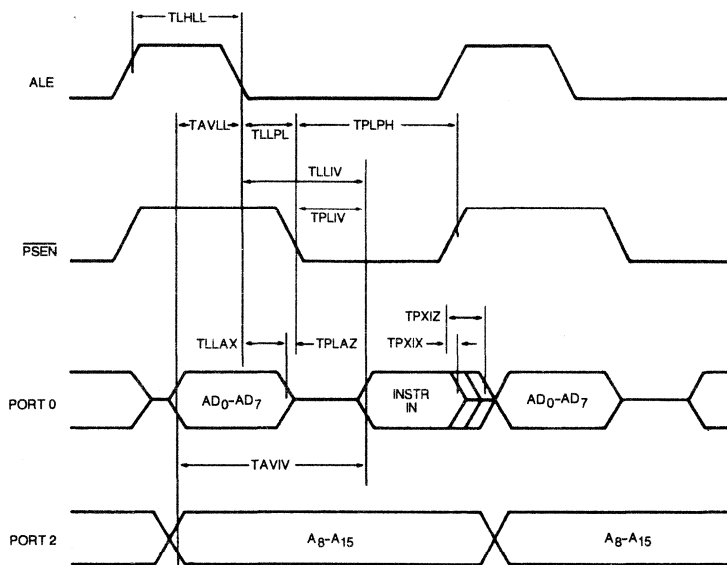 TLHLL
ALE
TAVLL
TLLPL
TPLPH
TLLIV
TPLIV
PSEN
TPXIZ
TLLAX
TPLAZ
TPXIX
PORT 0
AD0-AD7
INSTR
IN
AD0-AD7
TAVIV
PORT 2
A8-A15
A8-A15